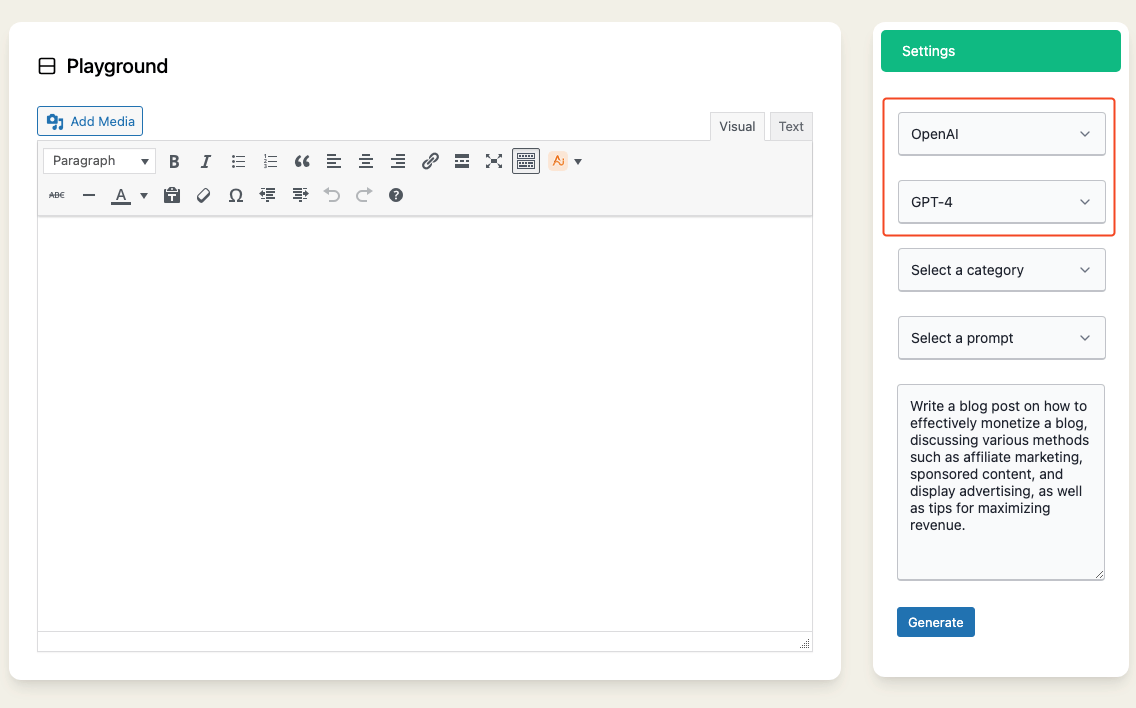 Playground
Add Media
Visual
Text
Paragraph
B
I
ABC
A
Settings
OpenAI
GPT-4
Select a category
Select a prompt
Write a blog post on how to
effectively monetize a blog,
discussing various methods
such as affiliate marketing,
sponsored content, and
display advertising, as well
as tips for maximizing
revenue.
Generate